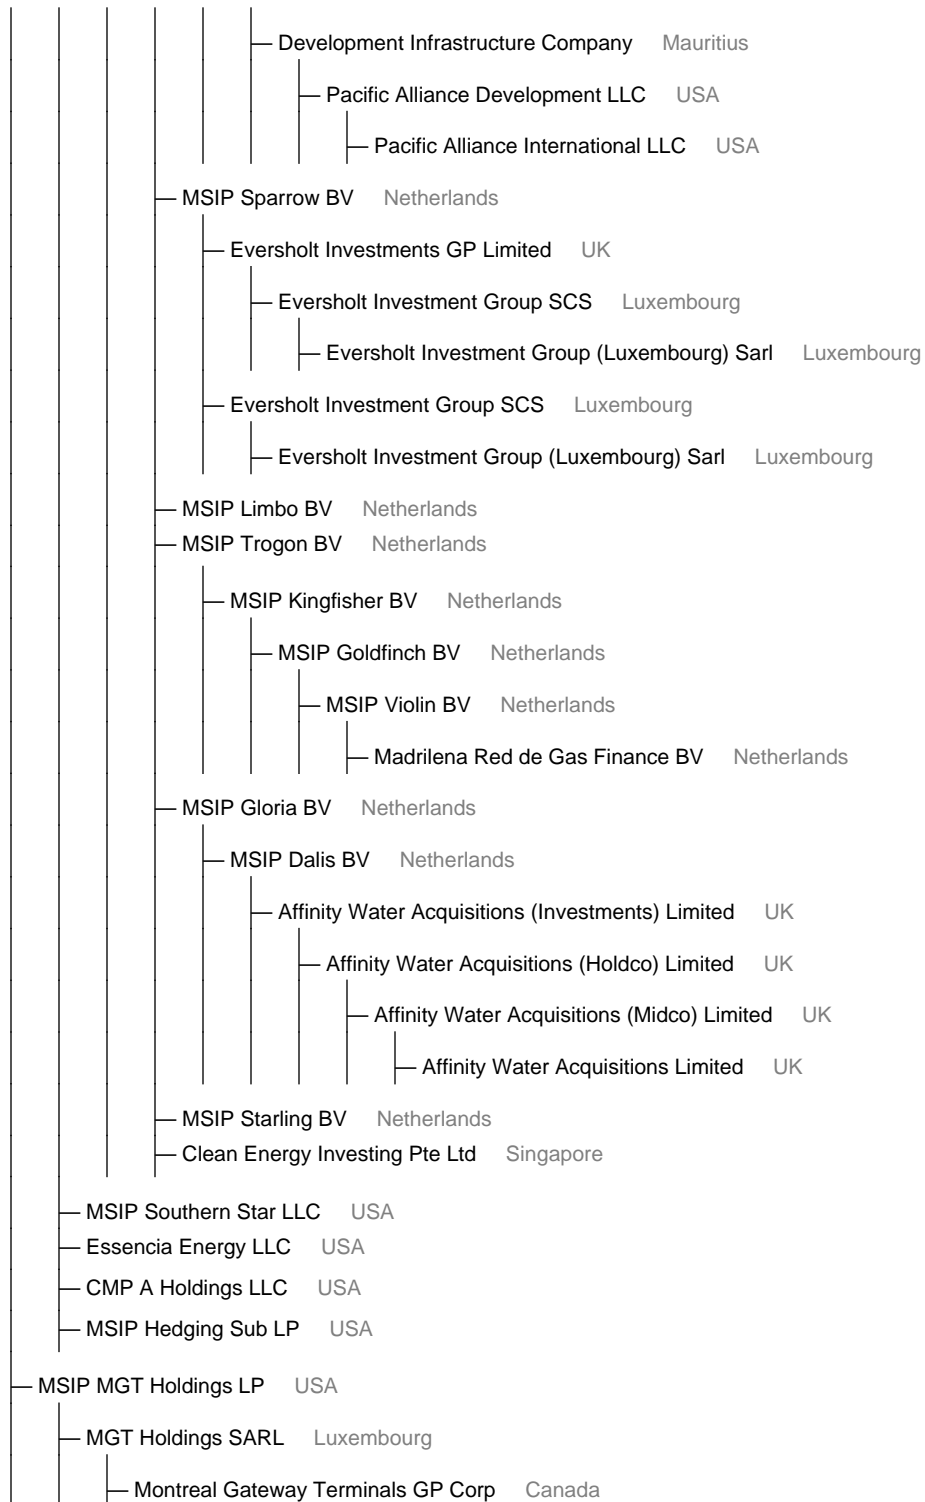 Development Infrastructure Company Mauritius
Pacific Alliance Development LLC USA
Pacific Alliance International LLC USA
MSIP Sparrow BV Netherlands
Eversholt Investments GP Limited UK
Eversholt Investment Group SCS Luxembourg
Eversholt Investment Group (Luxembourg) Sarl Luxembourg
Eversholt Investment Group SCS Luxembourg
Eversholt Investment Group (Luxembourg) Sarl Luxembourg
MSIP Limbo BV Netherlands
MSIP Trogon BV Netherlands
MSIP Kingfisher BV Netherlands
MSIP Goldfinch BV Netherlands
MSIP Violin BV Netherlands
Madrilena Red de Gas Finance BV Netherlands
MSIP Gloria BV Netherlands
MSIP Dalis BV Netherlands
Affinity Water Acquisitions (Investments) Limited UK
Affinity Water Acquisitions (Holdco) Limited UK
Affinity Water Acquisitions (Midco) Limited UK
Affinity Water Acquisitions Limited UK
MSIP Starling BV Netherlands
Clean Energy Investing Pte Ltd Singapore
MSIP Southern Star LLC USA
Essencia Energy LLC USA
CMP A Holdings LLC USA
MSIP Hedging Sub LP USA
MSIP MGT Holdings LP USA
MGT Holdings SARL Luxembourg
Montreal Gateway Terminals GP Corp Canada